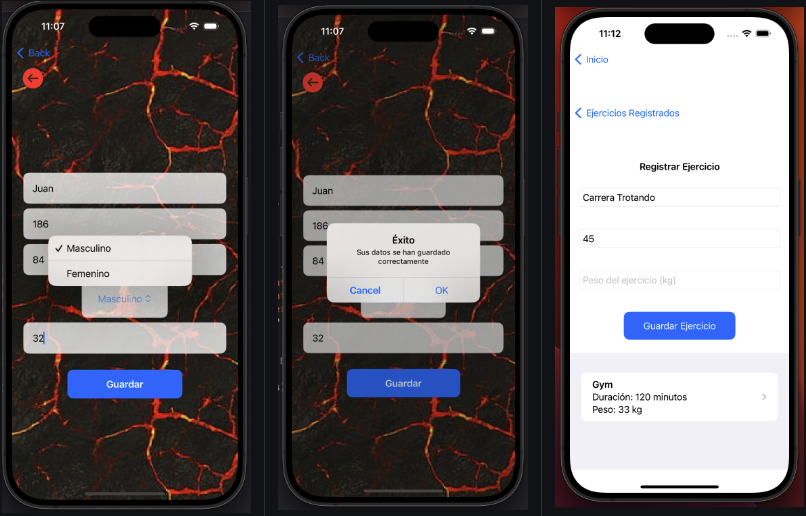 11:07
Back
Juan
186
84
Masculino
Femenino
Masculino
32
Guardar
11:07
Back
Juan
186
84
Éxito
Sus datos se han guardado
correctamente
Cancel
OK
32
Guardar
11:12
Inicio
Ejercicios Registrados
Registrar Ejercicio
Carrera Trotando
45
Peso del ejercicio (kg)
Guardar Ejercicio
Gym
Duración: 120 minutos
Peso: 33 kg